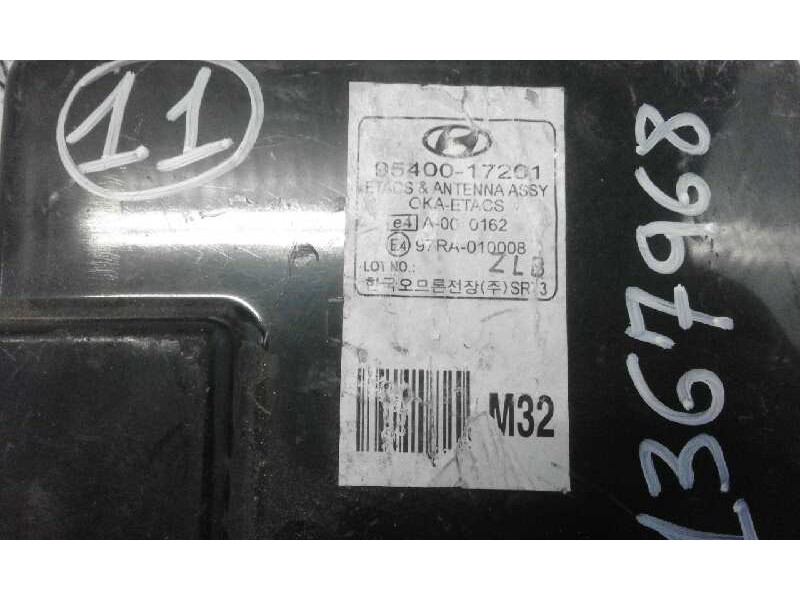 11
95400-17201
ETACS & ANTENNA ASSY
CKA-ETACS
e4 A-00 0162
E4 97RA-010008
LOT NO.: ZLB
한국오므론전장(주) SR 3
M32
1367968